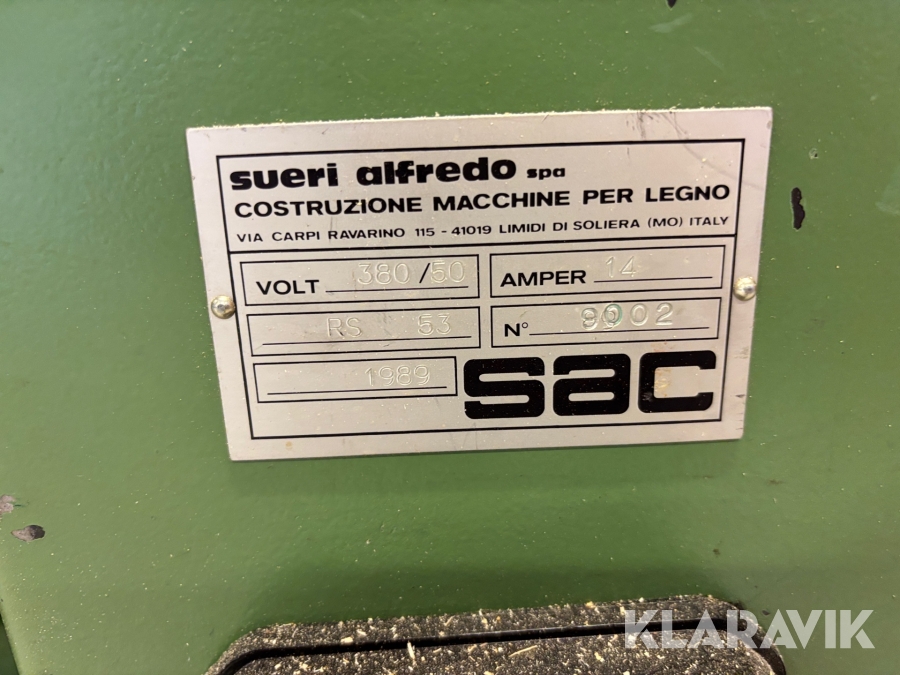 sueri alfredo spa
COSTRUZIONE MACCHINE PER LEGNO
VIA CARPI RAVARINO 115 - 41019 LIMIDI DI SOLIERA (MO) ITALY
VOLT 380/50 AMPER 14
RS 53 N° 9002
1989 sac
KLARAVIK